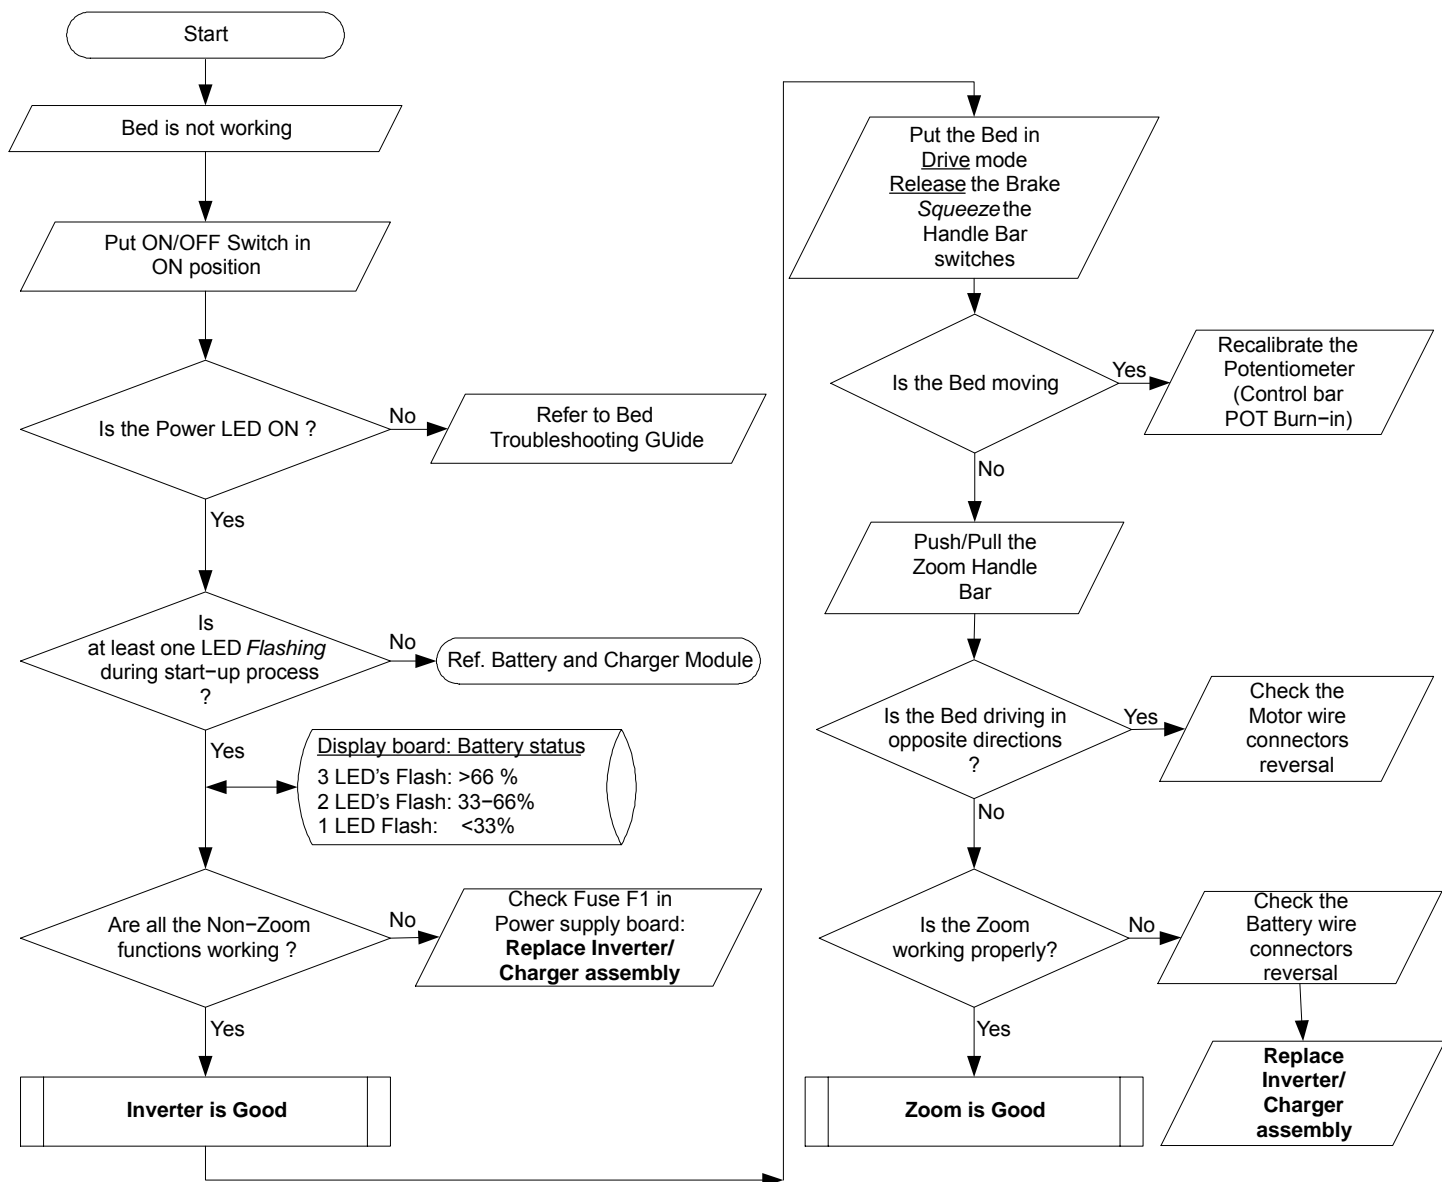 Start
Bed is not working
Put ON/OFF Switch in
ON position
Is the Power LED ON ?
No
Refer to Bed
Troubleshooting GUide
Yes
Is
at least one LED Flashing
during start-up process
?
No
Ref. Battery and Charger Module
Yes
Display board: Battery status
3 LED's Flash: >66 %
2 LED's Flash: 33-66%
1 LED Flash: <33%
Are all the Non-Zoom
functions working ?
No
Check Fuse F1 in
Power supply board:
Replace Inverter/
Charger assembly
Yes
Inverter is Good
Put the Bed in
Drive mode
Release the Brake
Squeeze the
Handle Bar
switches
Is the Bed moving
Yes
Recalibrate the
Potentiometer
(Control bar
POT Burn-in)
No
Push/Pull the
Zoom Handle
Bar
Is the Bed driving in
opposite directions
?
Yes
Check the
Motor wire
connectors
reversal
No
Is the Zoom
working properly?
No
Check the
Battery wire
connectors
reversal
Yes
Zoom is Good
Replace
Inverter/
Charger
assembly